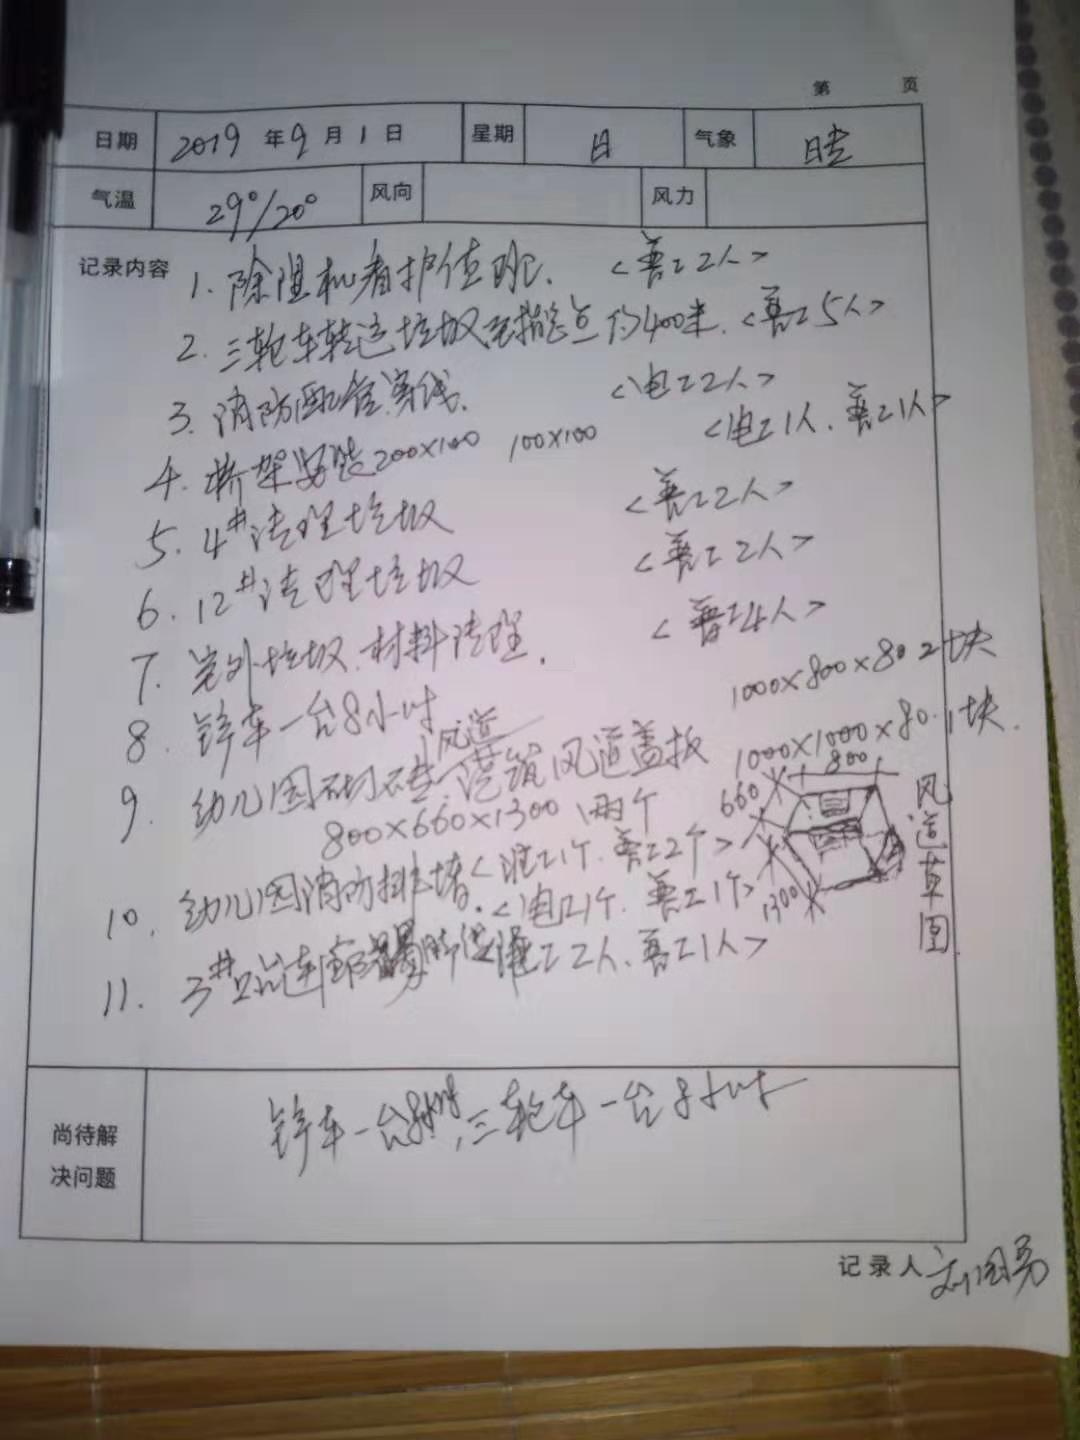 第 页
日期 2019 年 9 月 1 日 星期 日 气象 晴
气温 29°/20° 风向 风力
记录内容
1. 除湿机看护值班. <普工2人>
2. 三轮车转运垃圾至指定点约400米. <普工5人>
3. 消防配合穿线. <电工2人>
4. 桥架安装200×100 100×100 <电工1人. 普工1人>
5. 4#清理垃圾 <普工2人>
6. 12#清理垃圾 <普工2人>
7. 室外垃圾. 材料清理. <普工4人>
8. 铲车一台8小时
1000×800×80 2块
风道
9. 幼儿园砌砖. 浇筑风道盖板 1000×1000×80. 1块.
800×660×1300 两个
660 800
1300
风道草图
10. 幼儿园消防排堵. <泥工1个. 普工2个>
<电工1个. 普工1个>
11. 3# 2人. 普工1人>
尚待解决问题
铲车一台8小时, 三轮车一台8小时
记录人 刘国勇